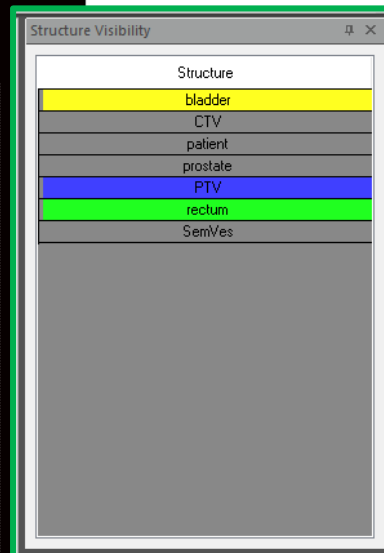 Structure Visibility
Structure
bladder
CTV
patient
prostate
PTV
rectum
SemVes